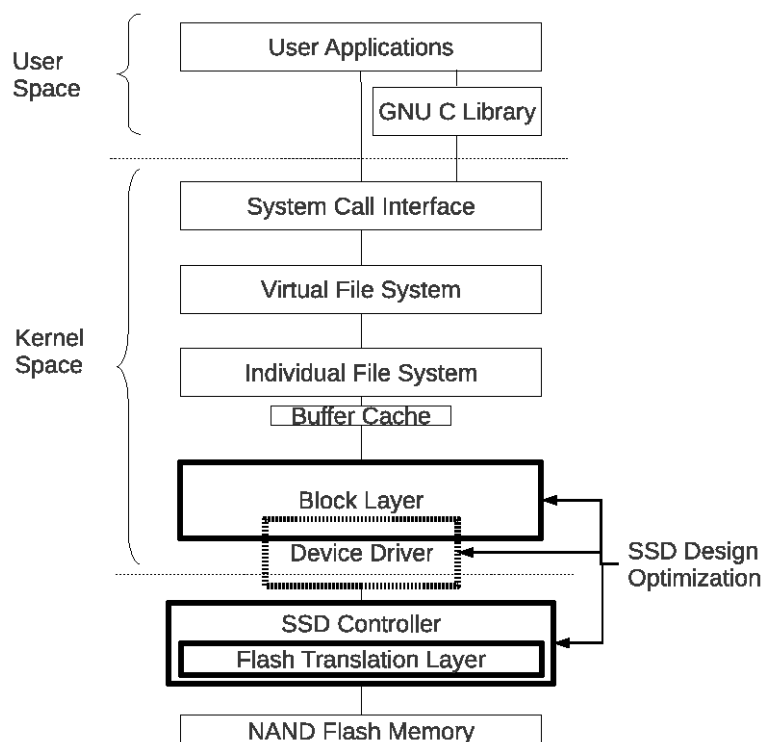 User Applications
User
Space
GNU C Library
System Call Interface
Virtual File System
Kernel
Space
Individual File System
Buffer Cache
Block Layer
Device Driver
SSD Design
Optimization
SSD Controller
Flash Translation Layer
NAND Flash Memory